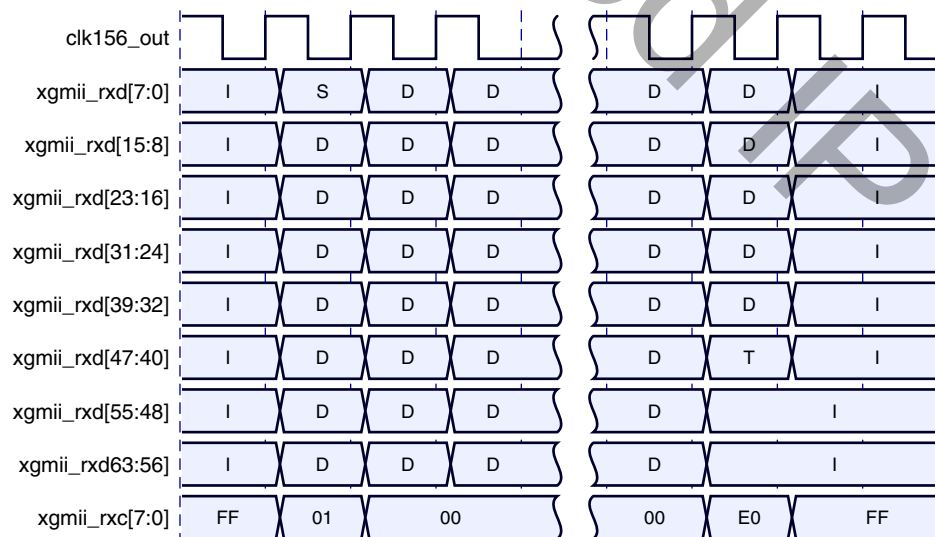 clk156_out
xgmii_rxd[7:0] I S D D D D I
xgmii_rxd[15:8] I D D D D D I
xgmii_rxd[23:16] I D D D D D I
xgmii_rxd[31:24] I D D D D D I
xgmii_rxd[39:32] I D D D D D I
xgmii_rxd[47:40] I D D D D T I
xgmii_rxd[55:48] I D D D D I
xgmii_rxd63:56] I D D D D I
xgmii_rxc[7:0] FF 01 00 00 E0 FF
d IP